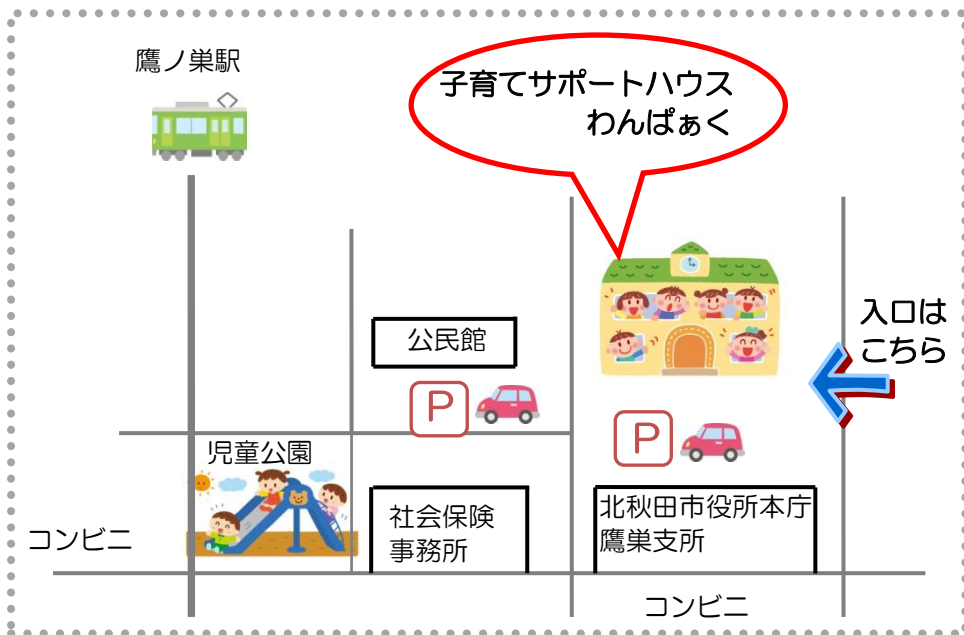 鷹ノ巣駅
子育てサポートハウス
わんぱぁく
入口は
こちら
公民館
P
P
児童公園
社会保険
事務所
北秋田市役所本庁
鷹巣支所
コンビニ
コンビニ